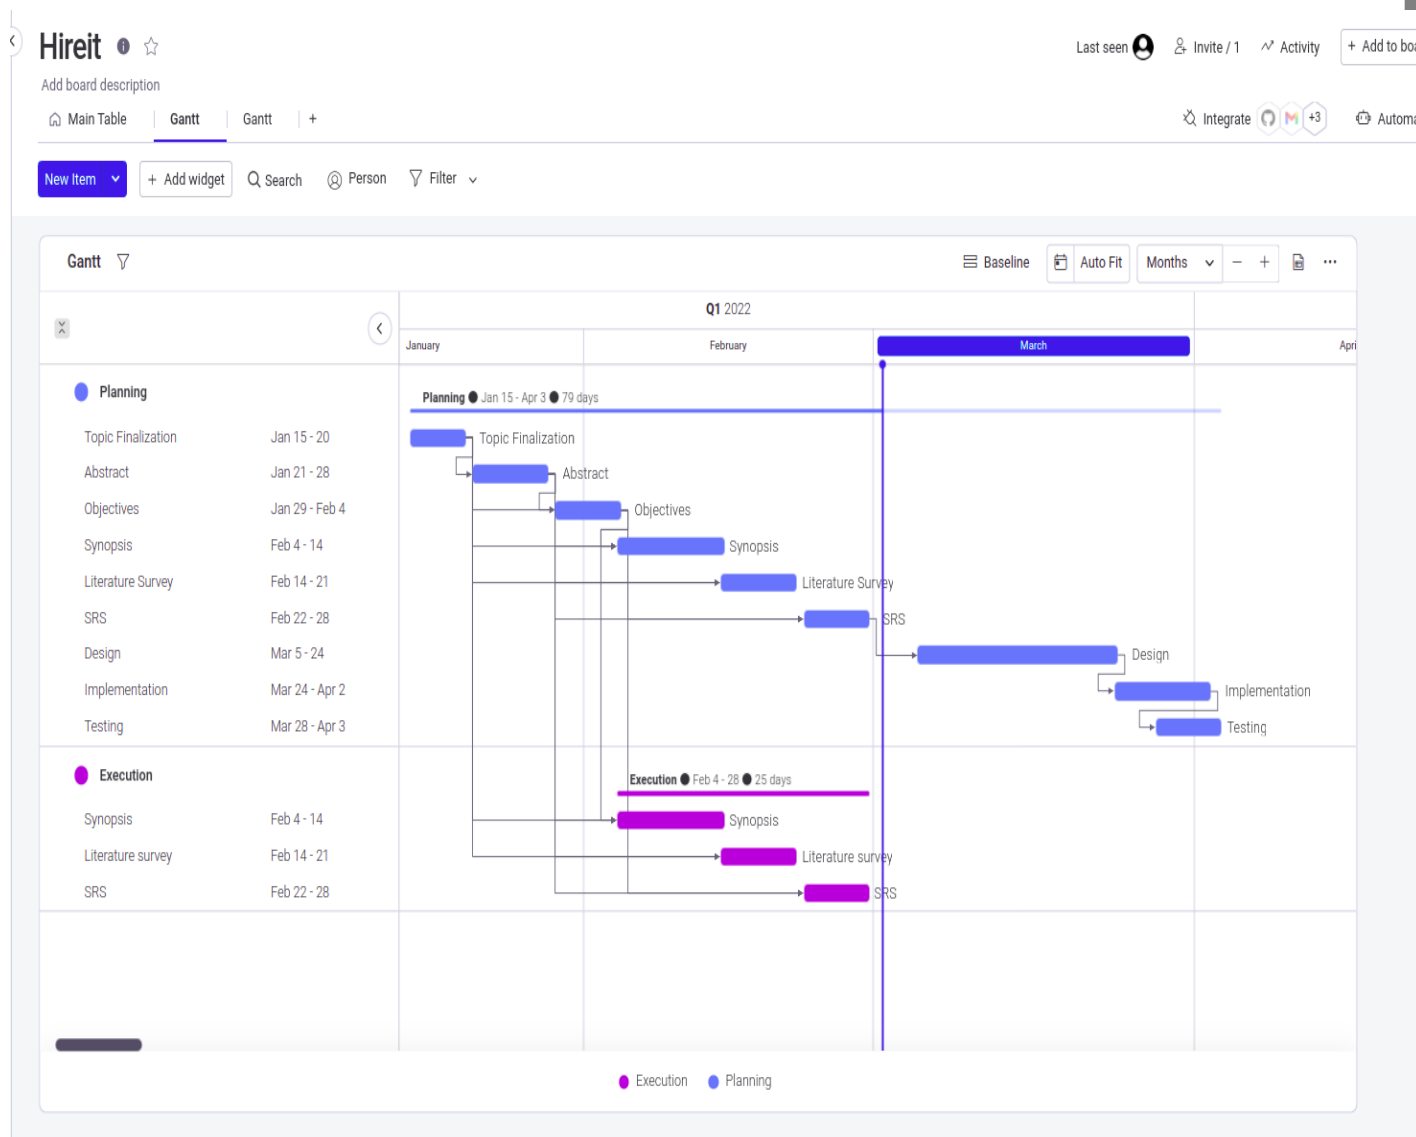 Hireit
Last seen Invite / 1 Activity + Add to boa
Add board description
Main Table Gantt Gantt +
Integrate +3 Automa
New Item + Add widget Search Person Filter
Gantt
Baseline Auto Fit Months − + ...
Q1 2022
January February March Apri
Planning
Planning ● Jan 15 - Apr 3 ● 79 days
Topic Finalization Jan 15 - 20 Topic Finalization
Abstract Jan 21 - 28 Abstract
Objectives Jan 29 - Feb 4 Objectives
Synopsis Feb 4 - 14 Synopsis
Literature Survey Feb 14 - 21 Literature Survey
SRS Feb 22 - 28 SRS
Design Mar 5 - 24 Design
Implementation Mar 24 - Apr 2 Implementation
Testing Mar 28 - Apr 3 Testing
Execution
Execution ● Feb 4 - 28 ● 25 days
Synopsis Feb 4 - 14 Synopsis
Literature survey Feb 14 - 21 Literature survey
SRS Feb 22 - 28 SRS
Execution Planning